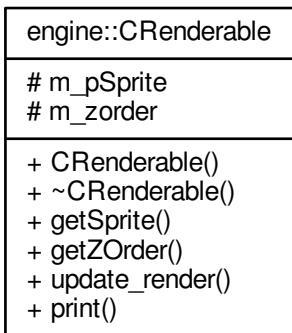 engine::CRenderable
# m_pSprite
# m_zorder
+ CRenderable()
+ ~CRenderable()
+ getSprite()
+ getZOrder()
+ update_render()
+ print()